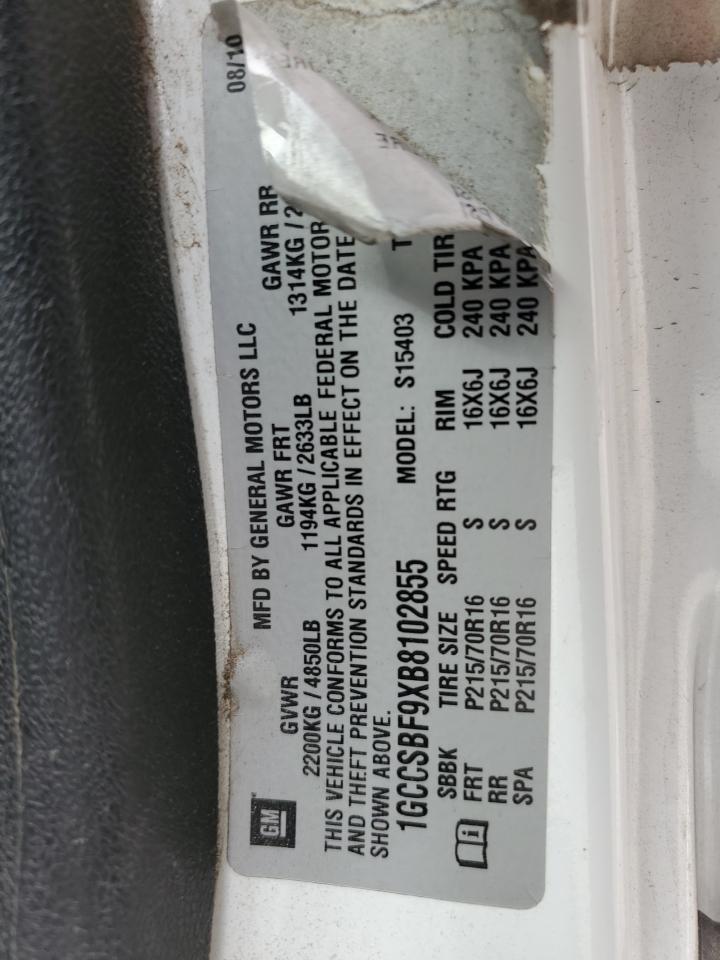 GM
MFD BY GENERAL MOTORS LLC 08/10
GVWR GAWR FRT GAWR RR
2200KG / 4850LB 1194KG / 2633LB 1314KG / 2
THIS VEHICLE CONFORMS TO ALL APPLICABLE FEDERAL MOTOR
AND THEFT PREVENTION STANDARDS IN EFFECT ON THE DATE
SHOWN ABOVE.
1GCCSBF9XB8102855 MODEL: S15403 T
SBBK TIRE SIZE SPEED RTG RIM COLD TIR
FRT P215/70R16 S 16X6J 240 KPA
RR P215/70R16 S 16X6J 240 KPA
SPA P215/70R16 S 16X6J 240 KPA